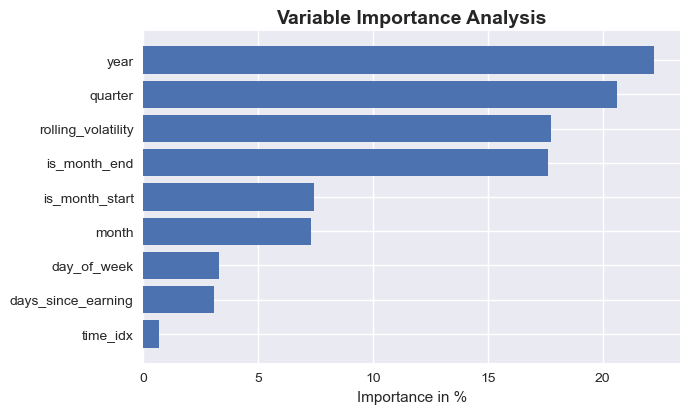 Variable Importance Analysis
year
quarter
rolling_volatility
is_month_end
is_month_start
month
day_of_week
days_since_earning
time_idx
0 5 10 15 20
Importance in %